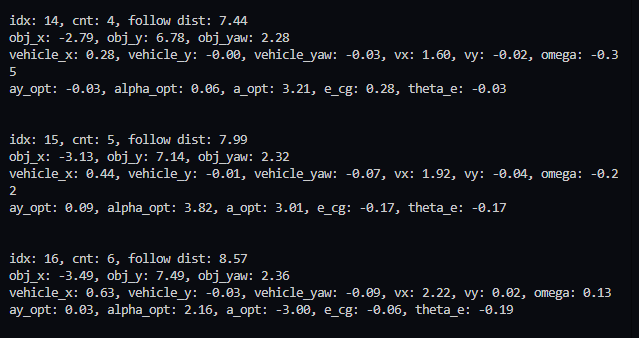 idx: 14, cnt: 4, follow dist: 7.44
obj_x: -2.79, obj_y: 6.78, obj_yaw: 2.28
vehicle_x: 0.28, vehicle_y: -0.00, vehicle_yaw: -0.03, vx: 1.60, vy: -0.02, omega: -0.3
5
ay_opt: -0.03, alpha_opt: 0.06, a_opt: 3.21, e_cg: 0.28, theta_e: -0.03
idx: 15, cnt: 5, follow dist: 7.99
obj_x: -3.13, obj_y: 7.14, obj_yaw: 2.32
vehicle_x: 0.44, vehicle_y: -0.01, vehicle_yaw: -0.07, vx: 1.92, vy: -0.04, omega: -0.2
2
ay_opt: 0.09, alpha_opt: 3.82, a_opt: 3.01, e_cg: -0.17, theta_e: -0.17
idx: 16, cnt: 6, follow dist: 8.57
obj_x: -3.49, obj_y: 7.49, obj_yaw: 2.36
vehicle_x: 0.63, vehicle_y: -0.03, vehicle_yaw: -0.09, vx: 2.22, vy: 0.02, omega: 0.13
ay_opt: 0.03, alpha_opt: 2.16, a_opt: -3.00, e_cg: -0.06, theta_e: -0.19